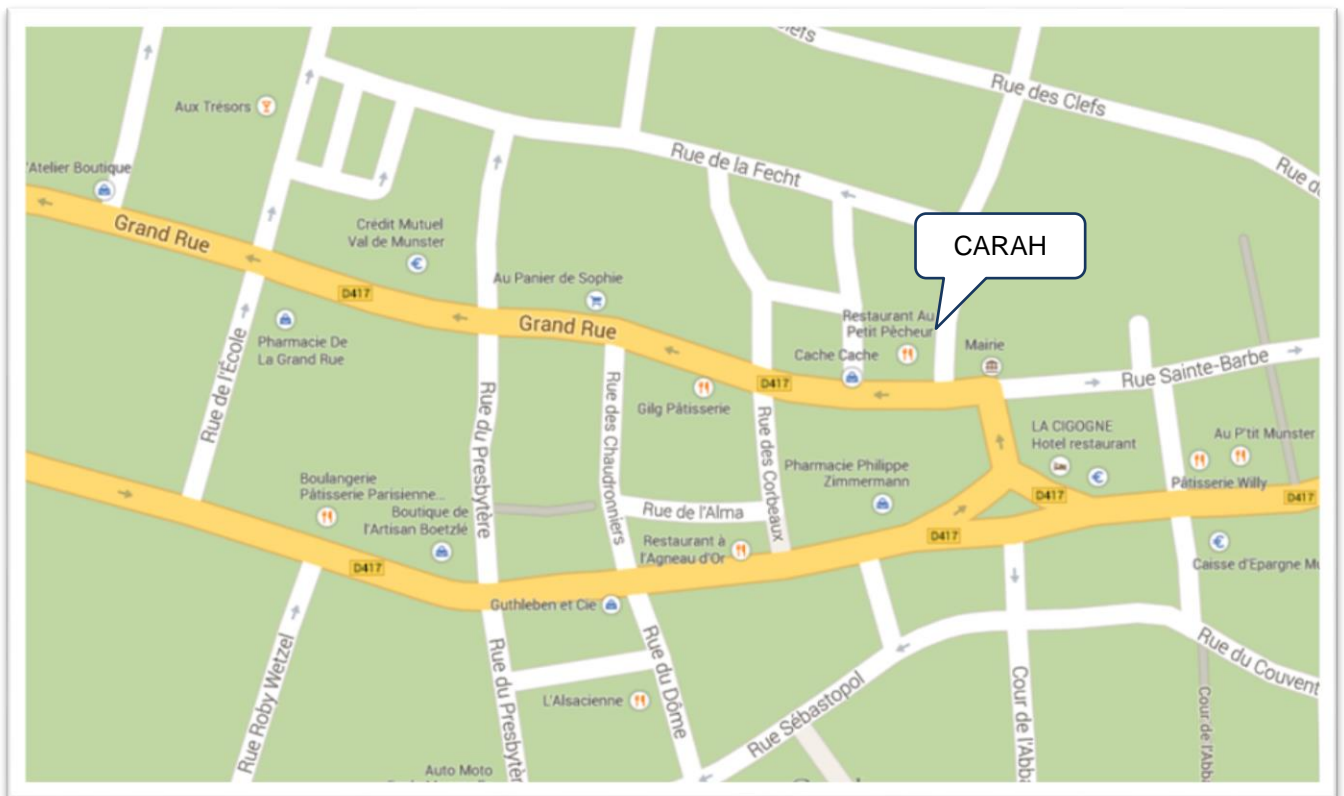 Rue des Clefs
Aux Trésors
'Atelier Boutique
Rue de la Fecht
Grand Rue
Crédit Mutuel
Val de Munster
CARAH
Au Panier de Sophie
D417
Grand Rue
Restaurant Au
Petit Pêcheur
Pharmacie De
La Grand Rue
Cache Cache
Mairie
Rue Sainte-Barbe
D417
Gilg Pâtisserie
Rue de l'École
Rue du Presbytère
Rue des Chaudronniers
Rue des Corbeaux
LA CIGOGNE
Hotel restaurant
Au P'tit Munster
Pharmacie Philippe
Zimmermann
Pâtisserie Willy
D417
D417
Boulangerie
Pâtisserie Parisienne...
Boutique de
l'Artisan Boetzlé
Rue de l'Alma
Restaurant à
l'Agneau d'Or
D417
D417
Caisse d'Epargne Mu
Guthleben et Cie
Rue Roby Wetzel
Rue du Presbytèr
Rue du Dôme
L'Alsacienne
Rue Sébastopol
Cour de l'Abba
Rue du Couvent
Cour de l'Abb
Auto Moto